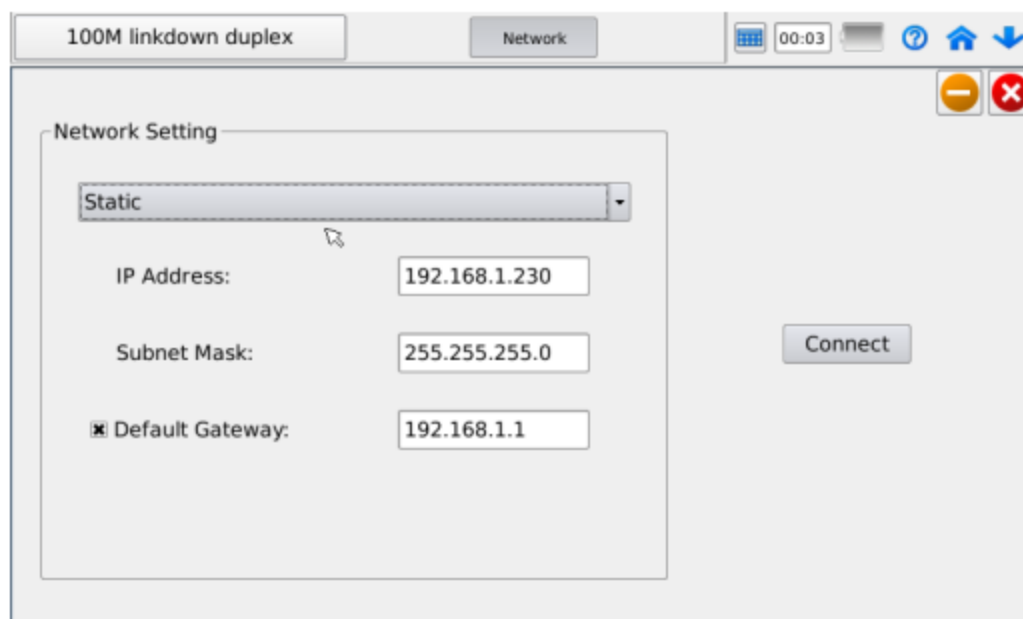 100M linkdown duplex
Network
00:03
Network Setting
Static
IP Address:
192.168.1.230
Subnet Mask:
255.255.255.0
Connect
Default Gateway:
192.168.1.1